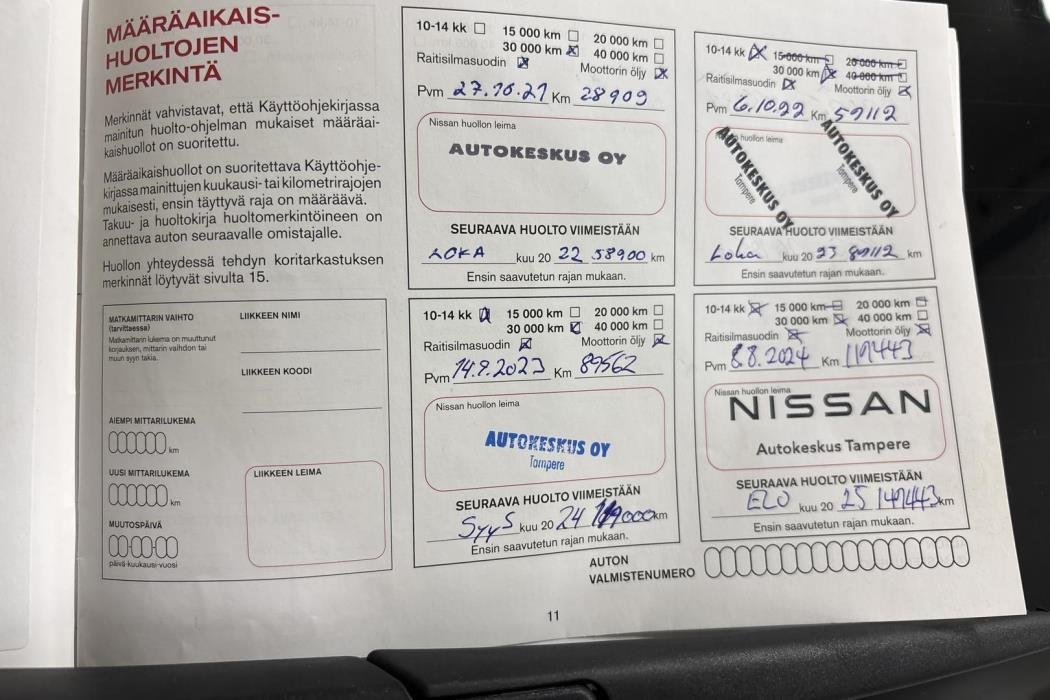 MÄÄRÄAIKAIS-
HUOLTOJEN
MERKINTÄ
Merkinnät vahvistavat, että Käyttöohjekirjassa
mainitun huolto-ohjelman mukaiset määräai-
kaishuollot on suoritettu.
Määräaikaishuollot on suoritettava Käyttöohje-
kirjassa mainittujen kuukausi- tai kilometrirajojen
mukaisesti, ensin täyttyvä raja on määräävä.
Takuu- ja huoltokirja huoltomerkintöineen on
annettava auton seuraavalle omistajalle.
Huollon yhteydessä tehdyn koritarkastuksen
merkinnät löytyvät sivulta 15.
MATKAMITTARIN VAIHTO
(tarvittaessa)
Matkamittarin lukema on muuttunut
korjauksen, mittarin vaihdon tai
muun syyn takia.
AIEMPI MITTARILUKEMA
km
UUSI MITTARILUKEMA
km
MUUTOSPÄIVÄ
päivä-kuukausi-vuosi
LIIKKEEN NIMI
LIIKKEEN KOODI
LIIKKEEN LEIMA
10-14 kk 15 000 km 20 000 km
30 000 km 40 000 km
Raitisilmasuodin Moottorin öljy
Pvm 27.10.21 Km 28909
Nissan huollon leima
AUTOKESKUS OY
SEURAAVA HUOLTO VIIMEISTÄÄN
LOKA kuu 20 22 58900 km
Ensin saavutetun rajan mukaan.
10-14 kk 15 000 km 20 000 km
30 000 km 40 000 km
Raitisilmasuodin Moottorin öljy
Pvm 6.10.22 Km 59112
huollon leima
AUTOKESKUS OY
Tampere
AUTOKESKUS OY
Tampere
SEURAAVA HUOLTO VIIMEISTÄÄN
Loka kuu 20 23 89112 km
Ensin saavutetun rajan mukaan.
10-14 kk 15 000 km 20 000 km
30 000 km 40 000 km
Raitisilmasuodin Moottorin öljy
Pvm 14.9.2023 Km 89562
Nissan huollon leima
AUTOKESKUS OY
Tampere
SEURAAVA HUOLTO VIIMEISTÄÄN
SYYS kuu 20 24 km
Ensin saavutetun rajan mukaan.
10-14 kk 15 000 km 20 000 km
30 000 km 40 000 km
Raitisilmasuodin Moottorin öljy
Pvm 8.8.2024 Km
Nissan huollon leima
NISSAN
Autokeskus Tampere
SEURAAVA HUOLTO VIIMEISTÄÄN
ELO kuu 20 25 km
Ensin saavutetun rajan mukaan.
AUTON
VALMISTENUMERO
11